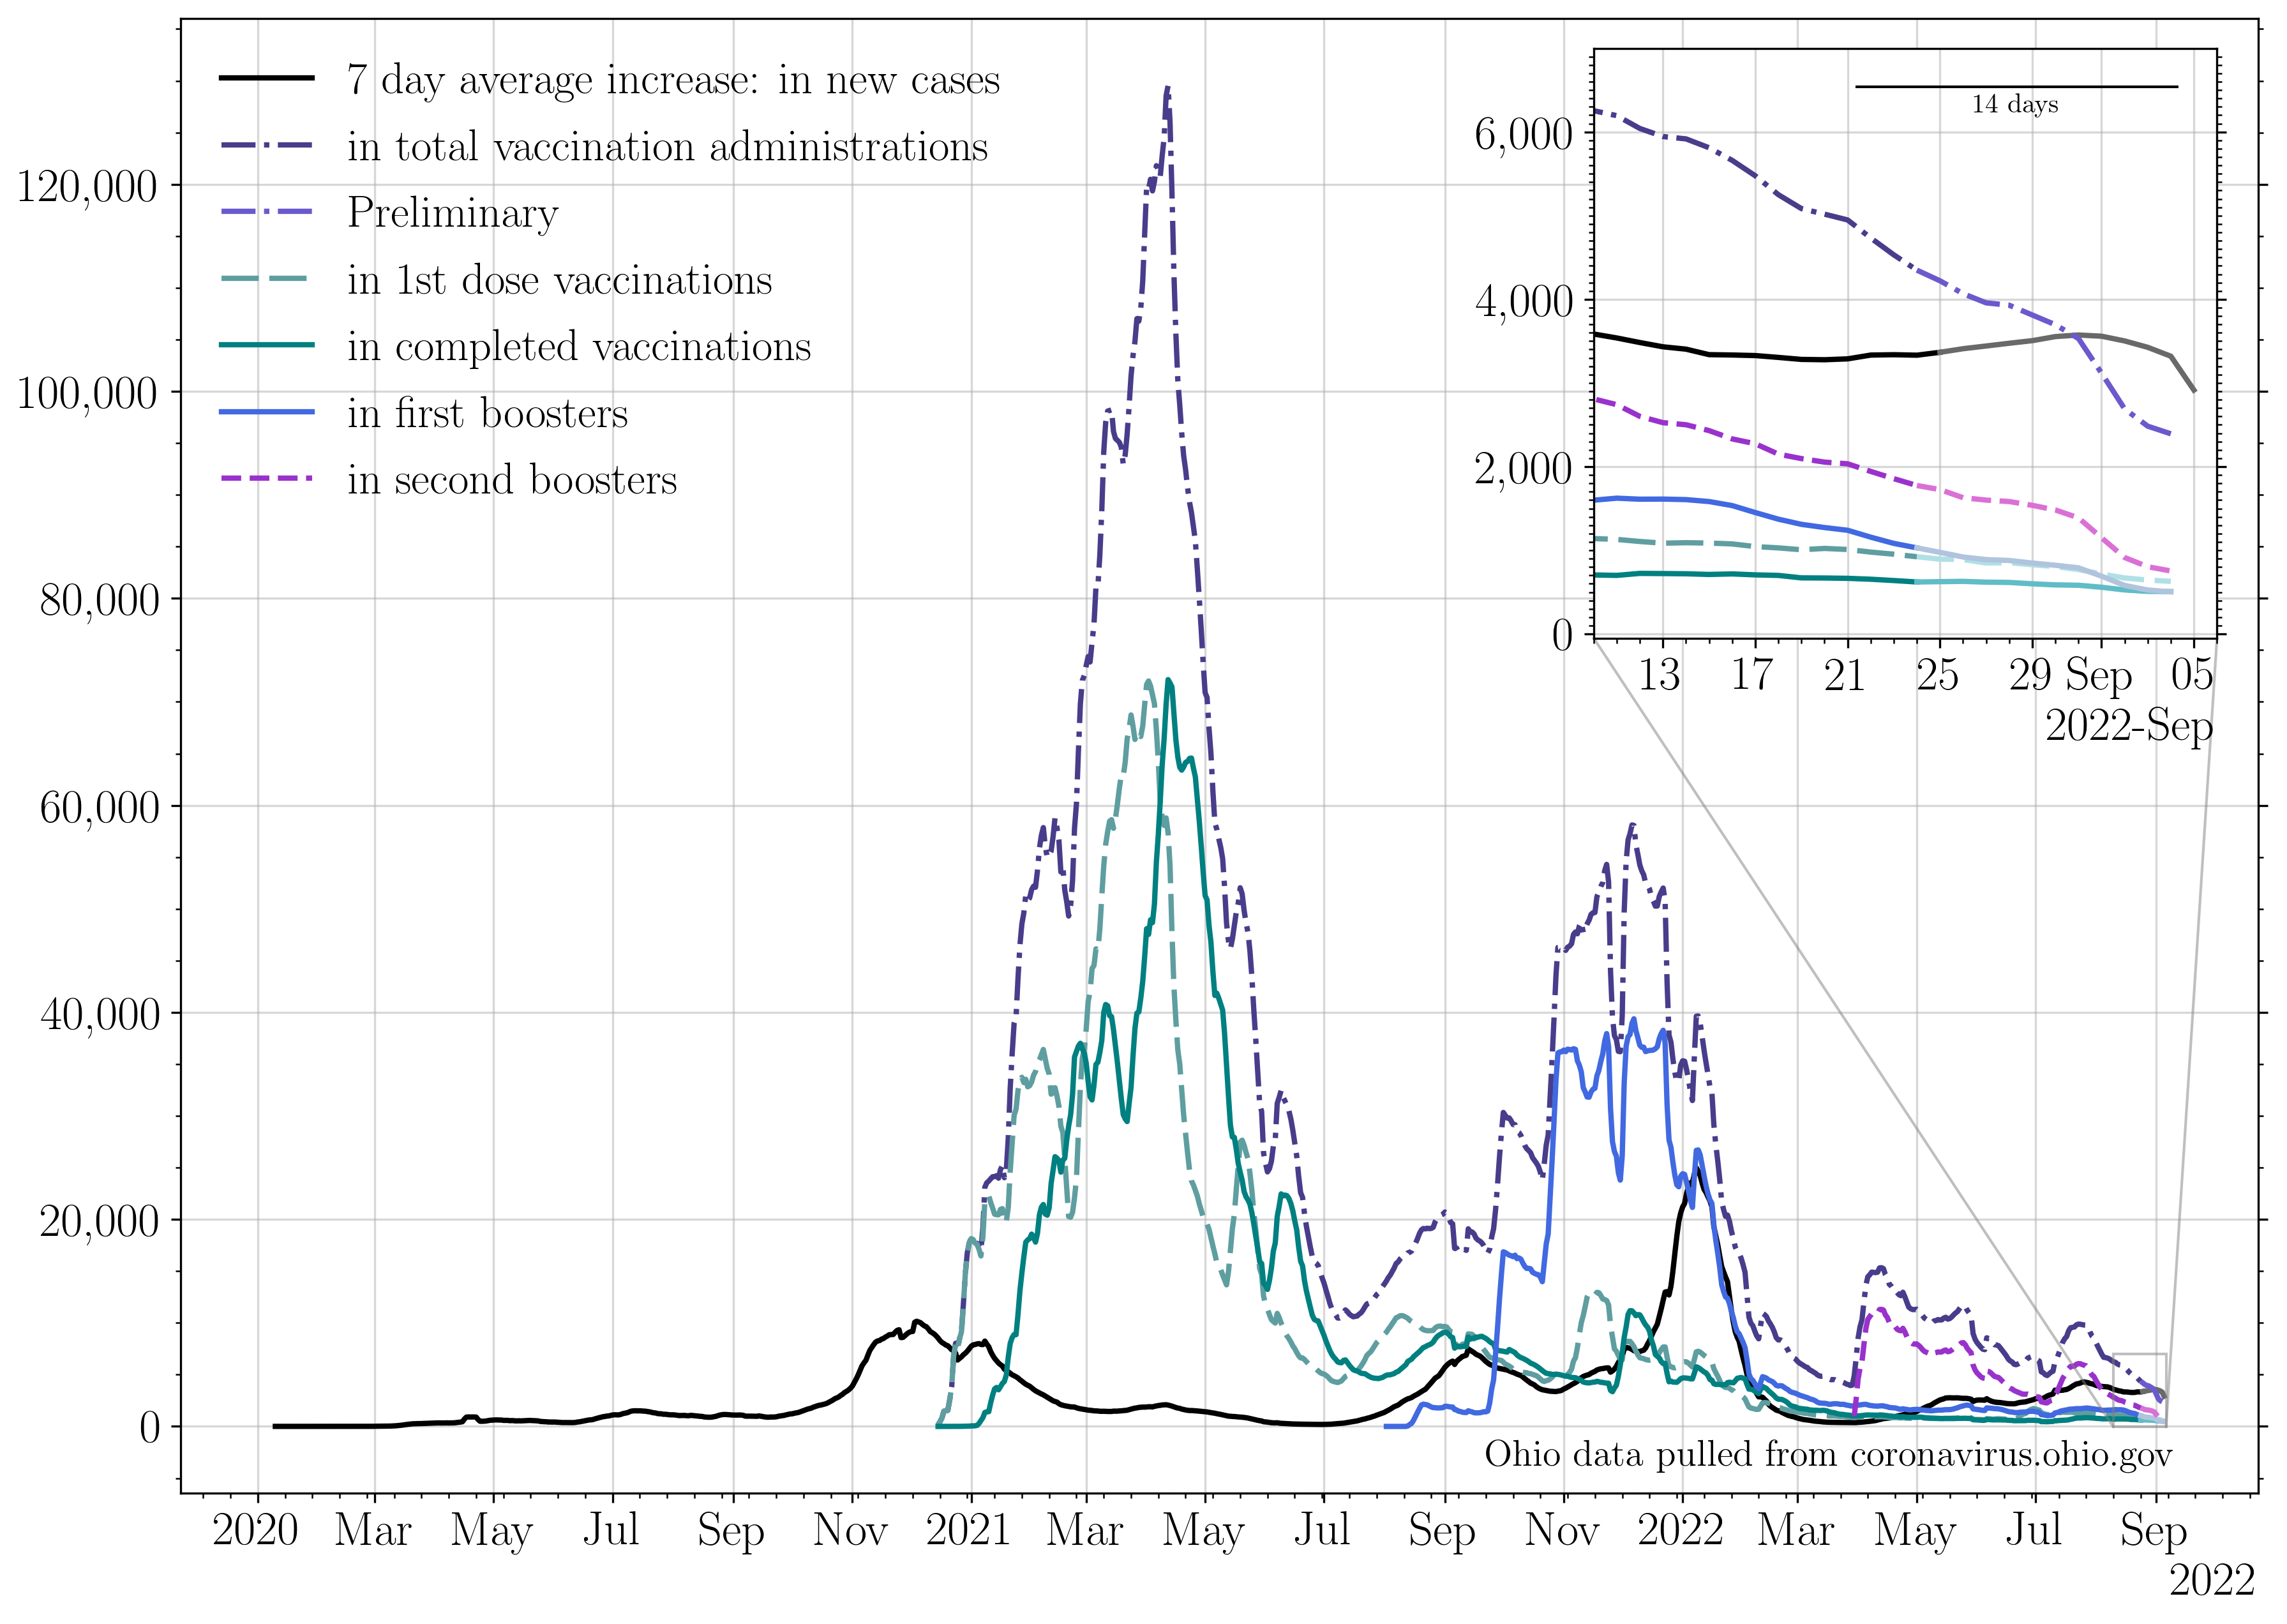 7 day average increase: in new cases
in total vaccination administrations
Preliminary
in 1st dose vaccinations
in completed vaccinations
in first boosters
in second boosters
14 days
6,000
4,000
2,000
0
13 17 21 25 29 Sep 05
2022-Sep
120,000
100,000
80,000
60,000
40,000
20,000
0
Ohio data pulled from coronavirus.ohio.gov
2020 Mar May Jul Sep Nov 2021 Mar May Jul Sep Nov 2022 Mar May Jul Sep
2022